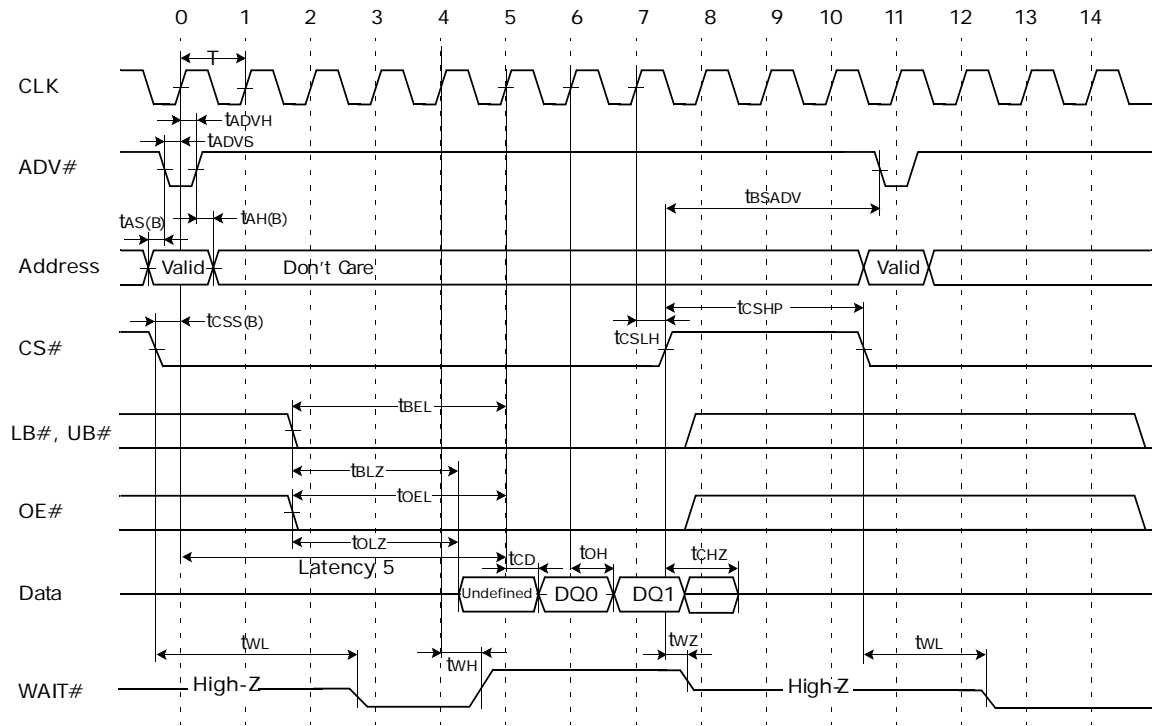 0 1 2 3 4 5 6 7 8 9 10 11 12 13 14
T
CLK
tADVH
tADVS
ADV#
tBSADV
tAS(B) tAH(B)
Address Valid Don't Care Valid
tCSHP
tCSS(B)
tCSLH
CS#
tBEL
LB#, UB#
tBLZ
tOEL
OE#
tOLZ
tCD tOH tCHZ
Latency 5
Data Undefined DQ0 DQ1
tWL tWH tWZ tWL
WAIT# High-Z High-Z